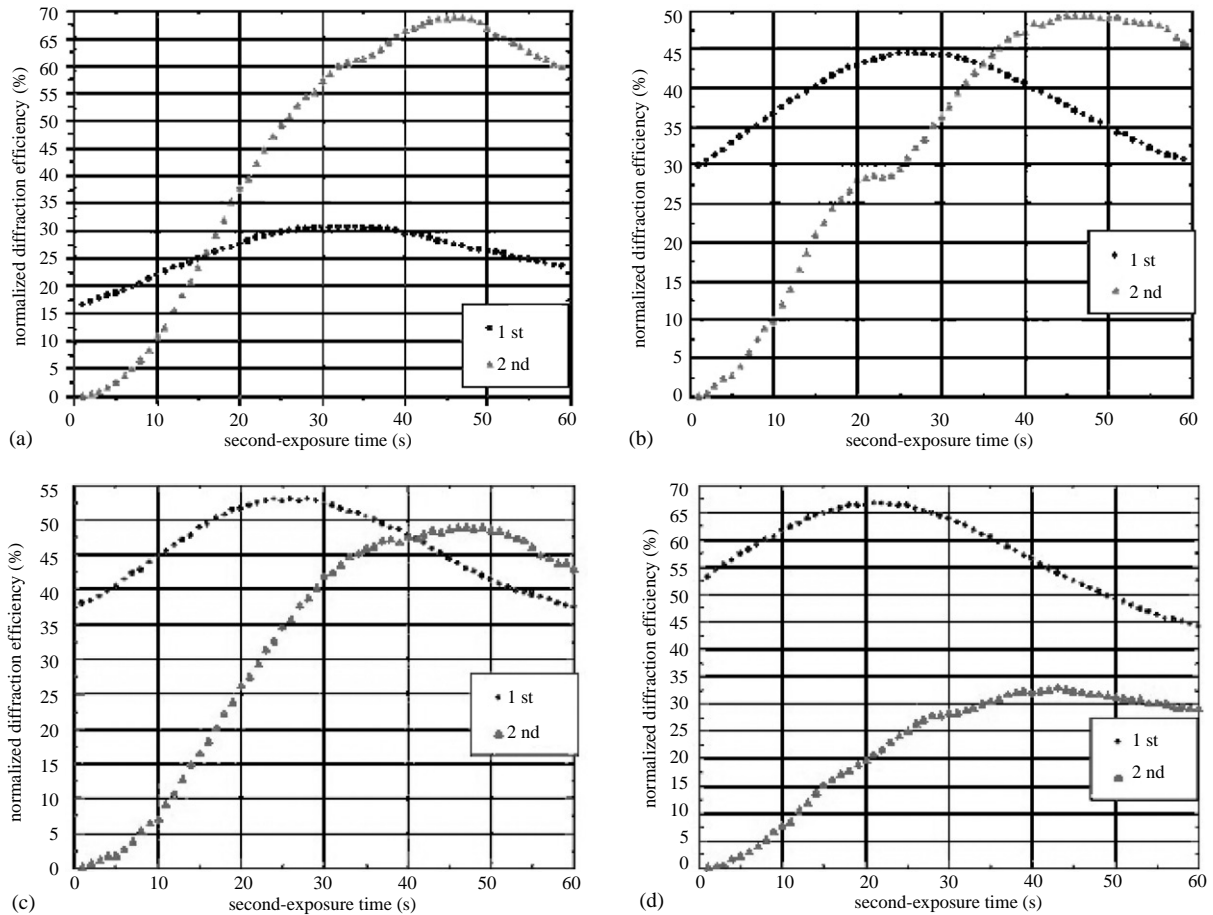 70
65
60
55
50
45
40
35
30
25
20
15
10
5
0
normalized diffraction efficiency (%)
1 st
2 nd
0 10 20 30 40 50 60
(a) second-exposure time (s)
50
45
40
35
30
25
20
15
10
5
0
normalized diffraction efficiency (%)
1 st
2 nd
0 10 20 30 40 50 60
(b) second-exposure time (s)
55
50
45
40
35
30
25
20
15
10
5
0
normalized diffraction efficiency (%)
1 st
2 nd
0 10 20 30 40 50 60
(c) second-exposure time (s)
70
65
60
55
50
45
40
35
30
25
20
15
10
5
0
normalized diffraction efficiency (%)
1 st
2 nd
0 10 20 30 40 50 60
(d) second-exposure time (s)